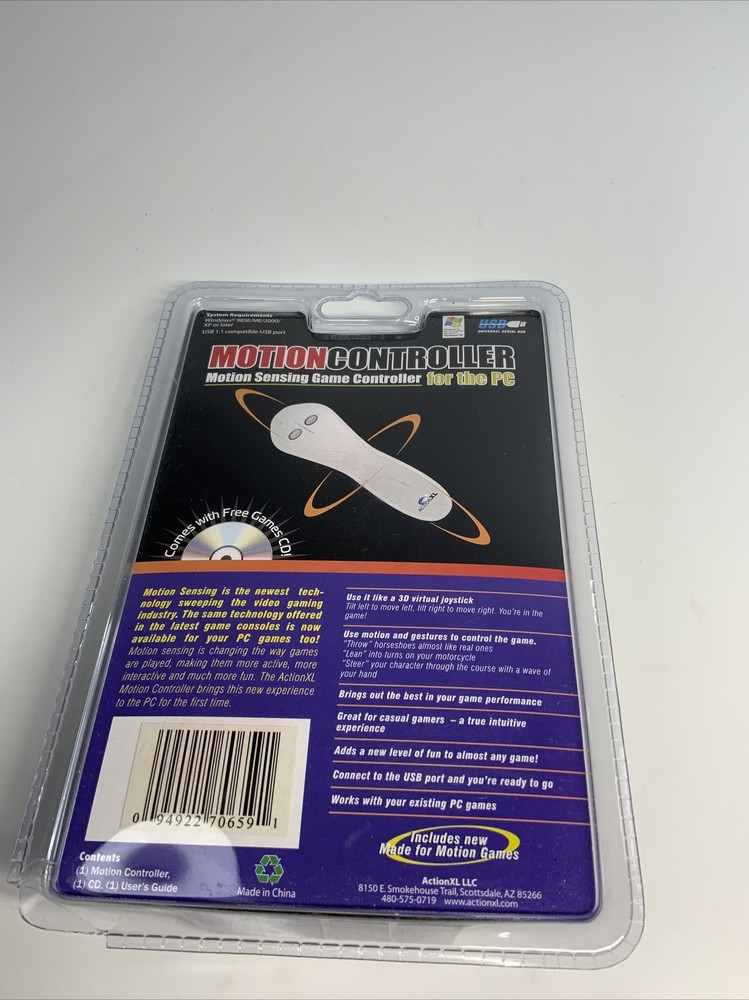 System Requirements
Windows® 98SE/ME/2000/
XP or later
USB 1.1 compatible USB port
USB
UNIVERSAL SERIAL BUS
MOTIONCONTROLLER
Motion Sensing Game Controller for the PC
ACTIONXL
Comes with Free Games CD!
Motion Sensing is the newest tech-
nology sweeping the video gaming
industry. The same technology offered
in the latest game consoles is now
available for your PC games too!
Motion sensing is changing the way games
are played, making them more active, more
interactive and much more fun. The ActionXL
Motion Controller brings this new experience
to the PC for the first time.
Use it like a 3D virtual joystick
Tilt left to move left, tilt right to move right. You're in the
game!
Use motion and gestures to control the game.
"Throw" horseshoes almost like real ones
"Lean" into turns on your motorcycle
"Steer" your character through the course with a wave of
your hand
Brings out the best in your game performance
Great for casual gamers – a true intuitive
experience
Adds a new level of fun to almost any game!
Connect to the USB port and you're ready to go
Works with your existing PC games
0 94922 70659 1
Contents
(1) Motion Controller,
(1) CD, (1) User's Guide
Made in China
Includes new
Made for Motion Games
ActionXL LLC
8150 E. Smokehouse Trail, Scottsdale, AZ 85266
480-575-0719 www.actionxl.com